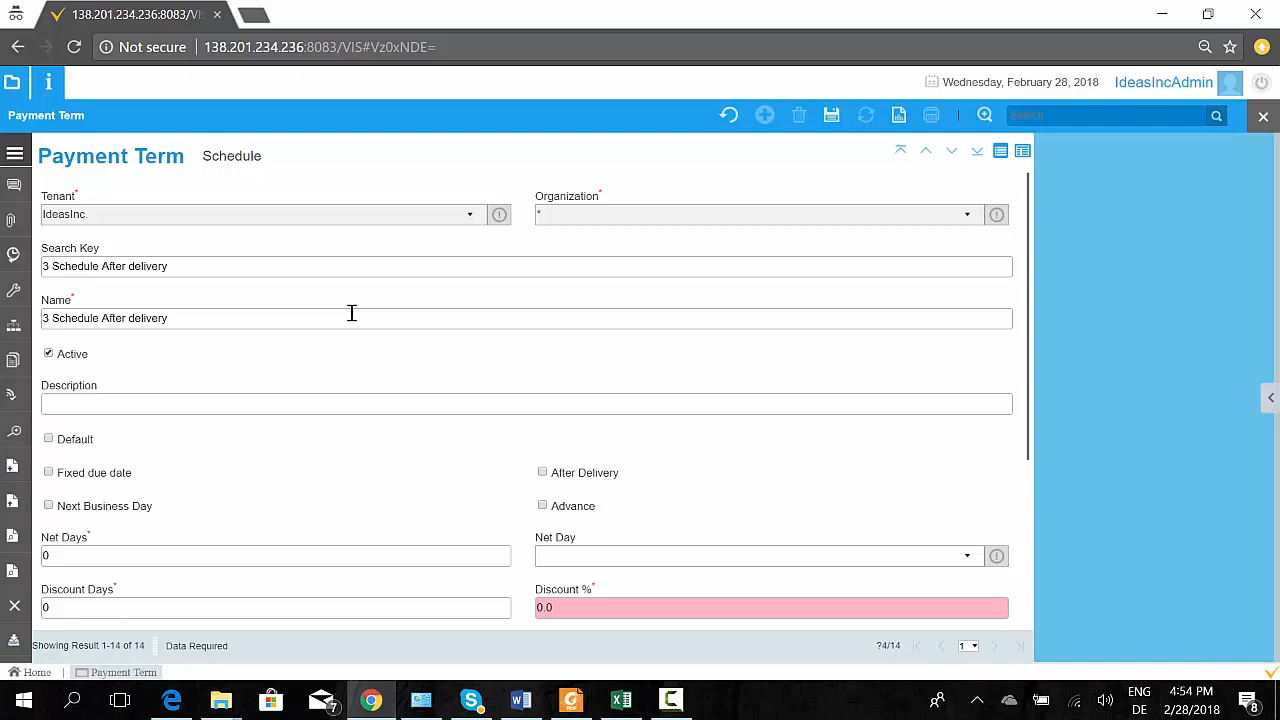 138.201.234.236:8083/VIS
Not secure
138.201.234.236:8083/VIS#Vz0xNDE=
Wednesday, February 28, 2018
IdeasIncAdmin
Payment Term
Search
Payment Term
Schedule
Tenant*
Organization*
IdeasInc.
*
Search Key
3 Schedule After delivery
Name*
3 Schedule After delivery
Active
Description
Default
Fixed due date
After Delivery
Next Business Day
Advance
Net Days*
Net Day
0
Discount Days*
Discount %*
0
0.0
Showing Result 1-14 of 14
Data Required
?4/14
1
Home
Payment Term
7
ENG
DE
4:54 PM
2/28/2018
8